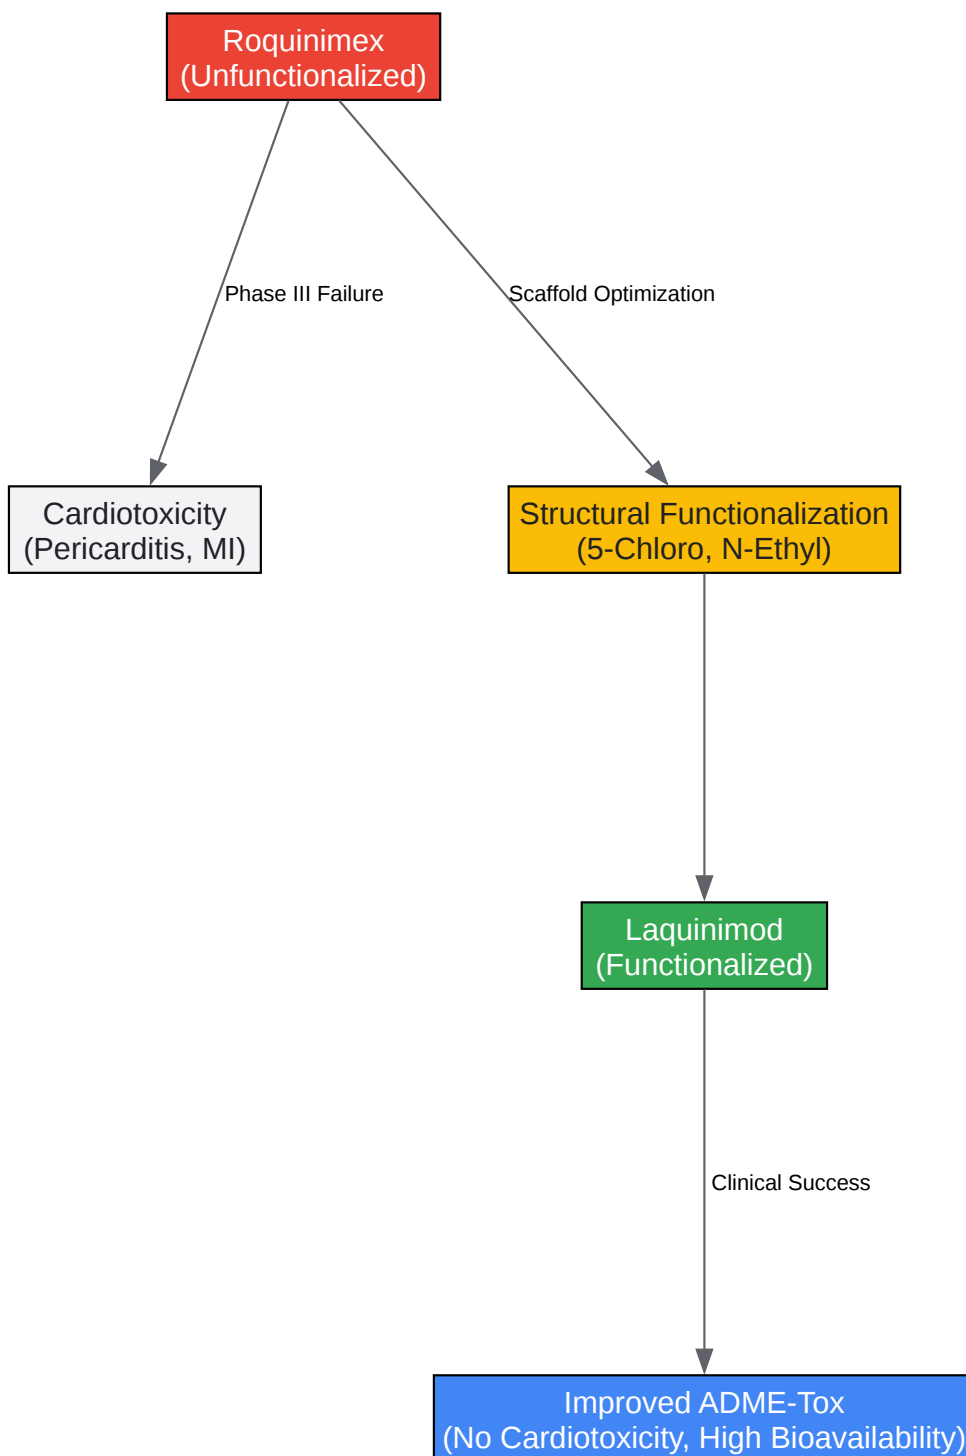 Roquinimex
(Unfunctionalized)
Phase III Failure
Scaffold Optimization
Cardiotoxicity
(Pericarditis, MI)
Structural Functionalization
(5-Chloro, N-Ethyl)
Laquinimod
(Functionalized)
Clinical Success
Improved ADME-Tox
(No Cardiotoxicity, High Bioavailability)